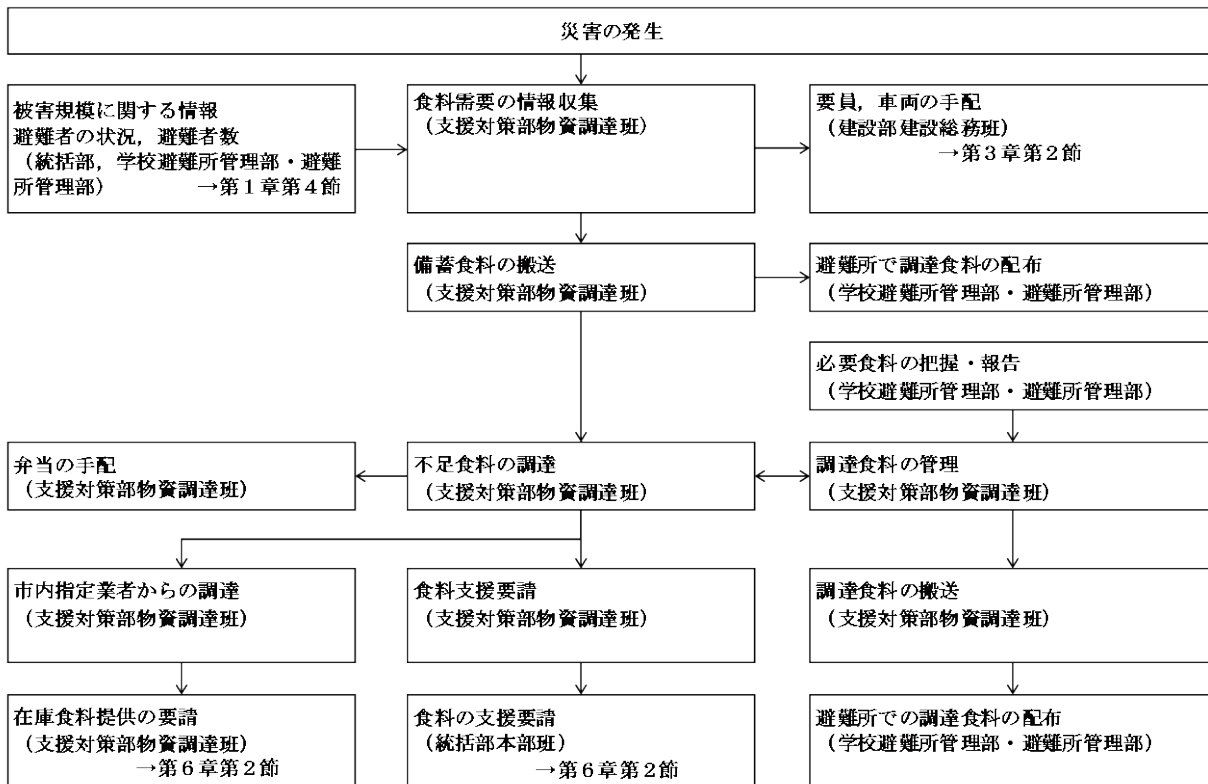 災害の発生
被害規模に関する情報
避難者の状況，避難者数
（統括部，学校避難所管理部・避難
所管理部）　→第１章第４節
食料需要の情報収集
（支援対策部物資調達班）
要員，車両の手配
（建設部建設総務班）
→第３章第２節
備蓄食料の搬送
（支援対策部物資調達班）
避難所で調達食料の配布
（学校避難所管理部・避難所管理部）
必要食料の把握・報告
（学校避難所管理部・避難所管理部）
弁当の手配
（支援対策部物資調達班）
不足食料の調達
（支援対策部物資調達班）
調達食料の管理
（支援対策部物資調達班）
市内指定業者からの調達
（支援対策部物資調達班）
食料支援要請
（支援対策部物資調達班）
調達食料の搬送
（支援対策部物資調達班）
在庫食料提供の要請
（支援対策部物資調達班）
→第６章第２節
食料の支援要請
（統括部本部班）
→第６章第２節
避難所での調達食料の配布
（学校避難所管理部・避難所管理部）